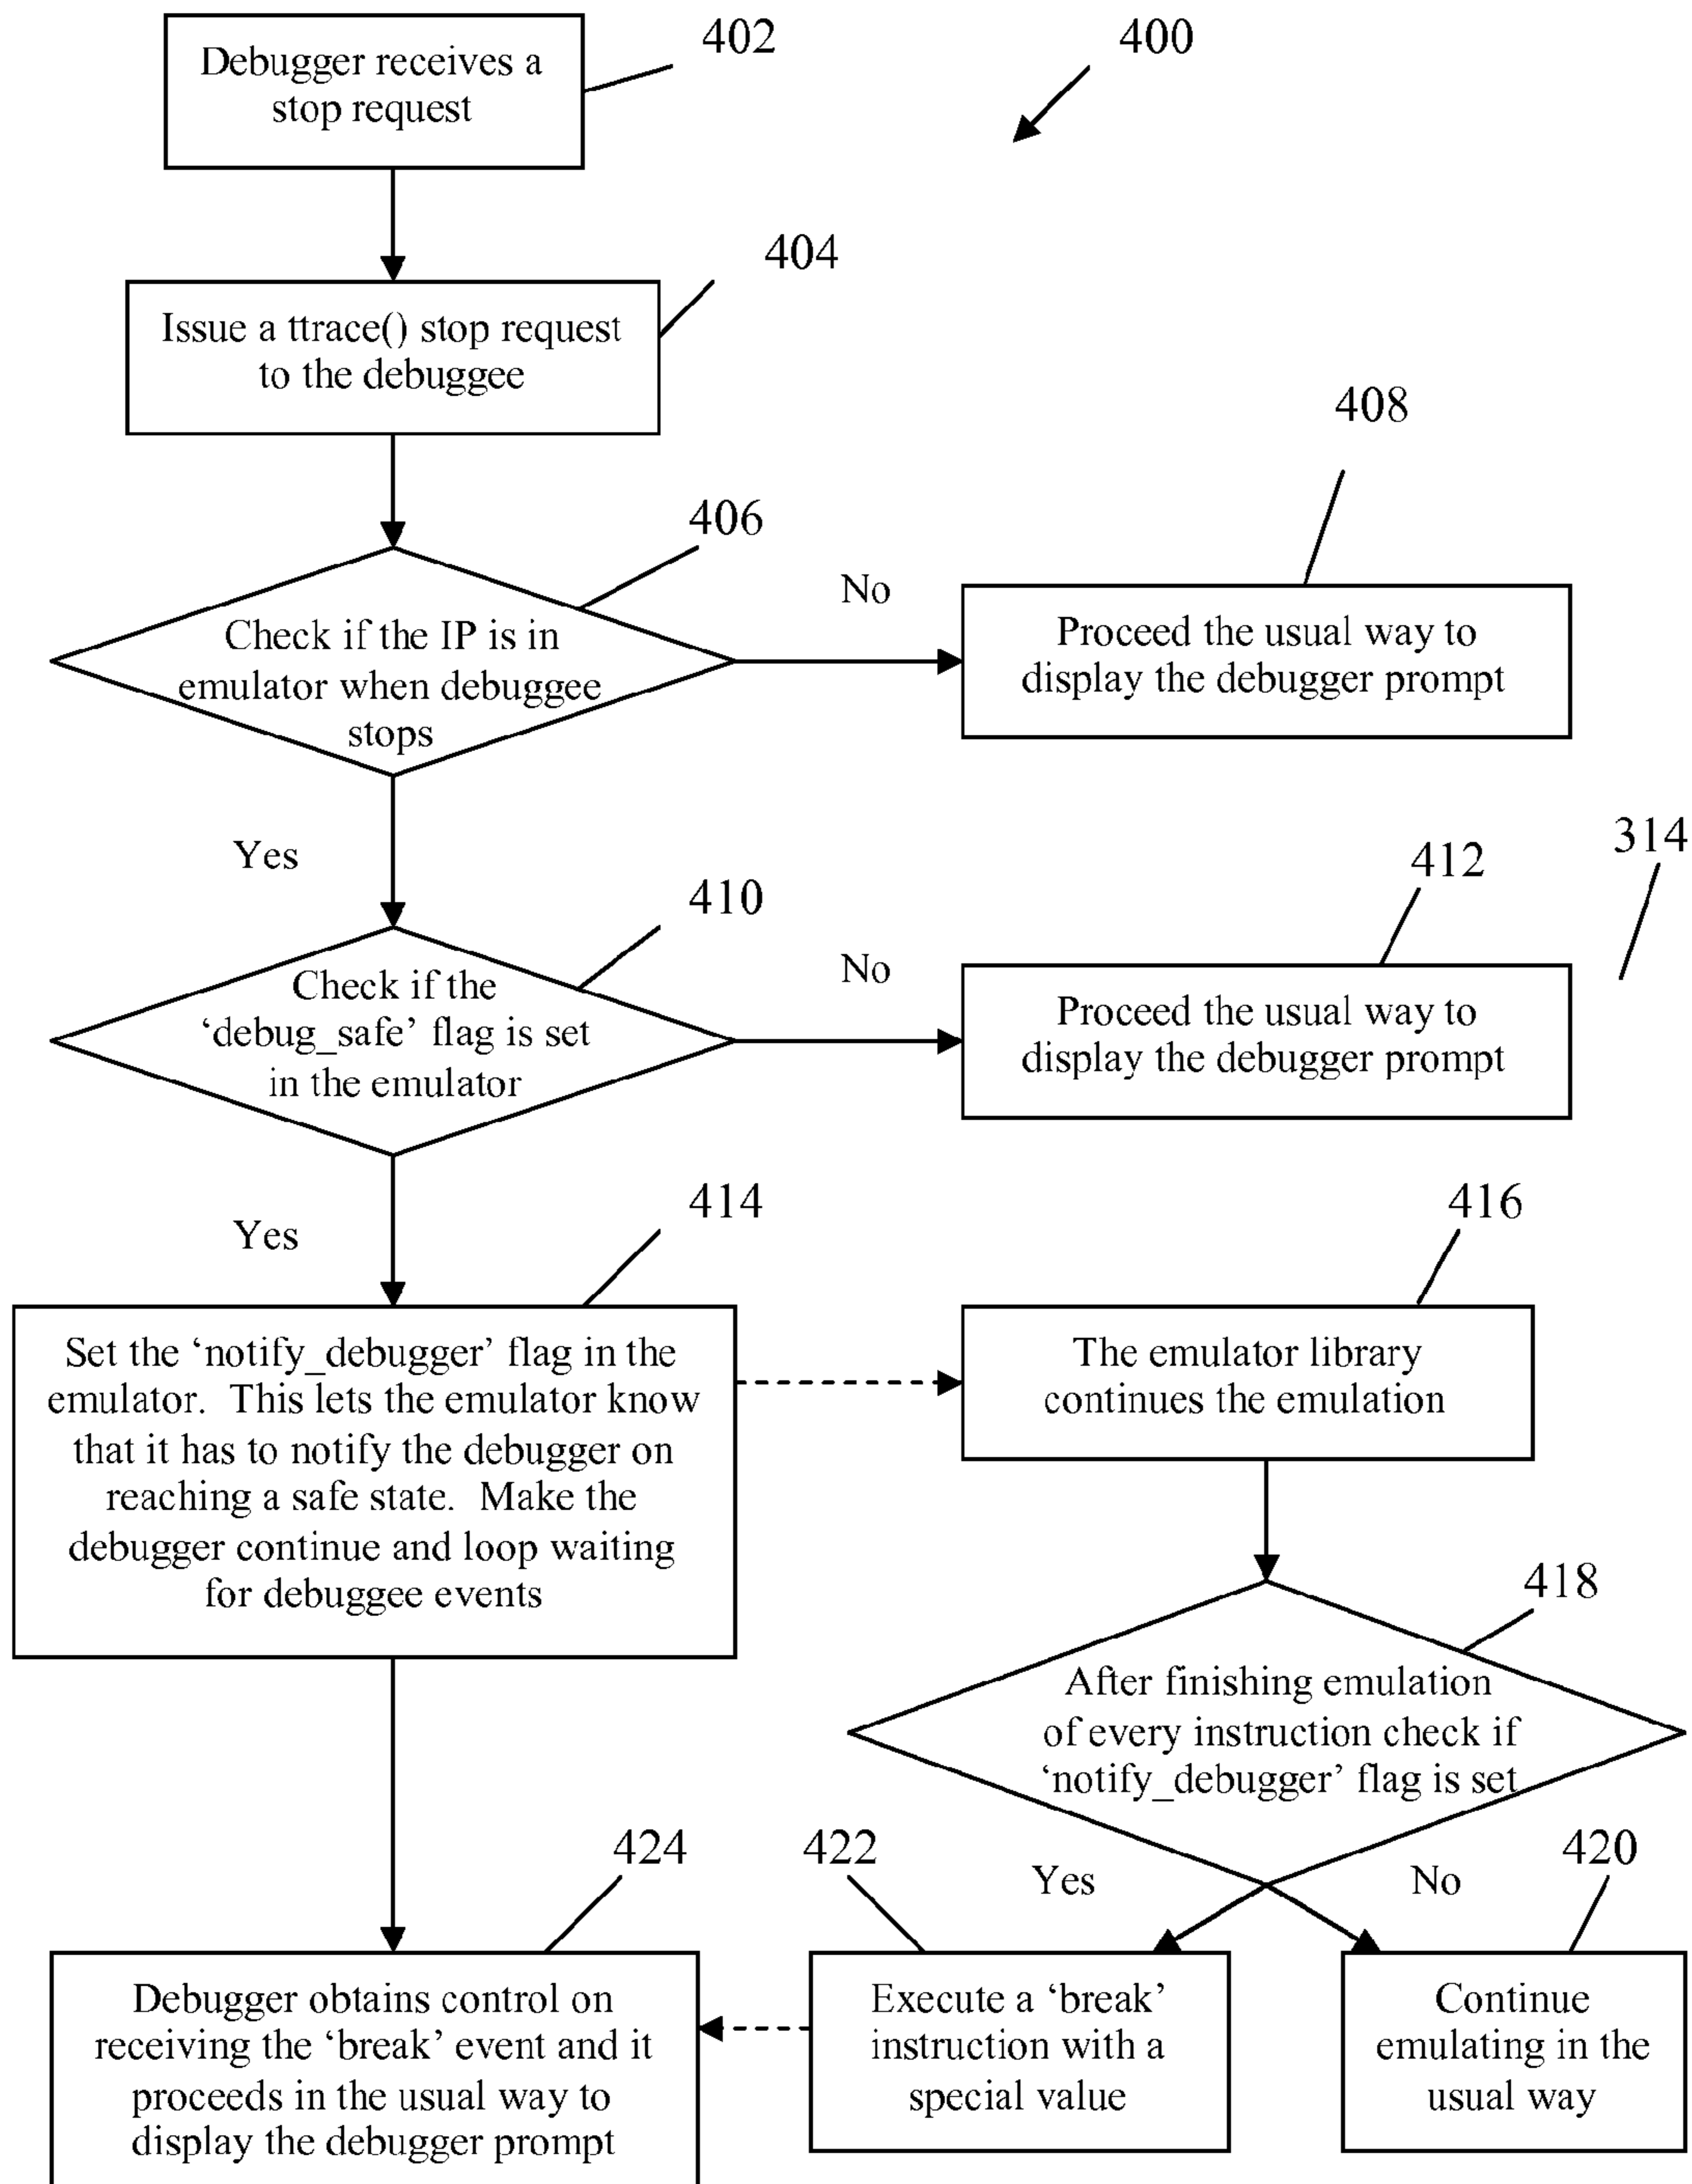 402
400
Debugger receives a
stop request
404
Issue a ttrace() stop request
to the debuggee
408
406
No
Check if the IP is in
emulator when debuggee
stops
Proceed the usual way to
display the debugger prompt
Yes
314
412
410
No
Check if the
‘debug_safe’ flag is set
in the emulator
Proceed the usual way to
display the debugger prompt
Yes
414
416
Set the ‘notify_debugger’ flag in the
emulator. This lets the emulator know
that it has to notify the debugger on
reaching a safe state. Make the
debugger continue and loop waiting
for debuggee events
The emulator library
continues the emulation
418
After finishing emulation
of every instruction check if
‘notify_debugger’ flag is set
424
422
Yes
No
420
Debugger obtains control on
receiving the ‘break’ event and it
proceeds in the usual way to
display the debugger prompt
Execute a ‘break’
instruction with a
special value
Continue
emulating in the
usual way